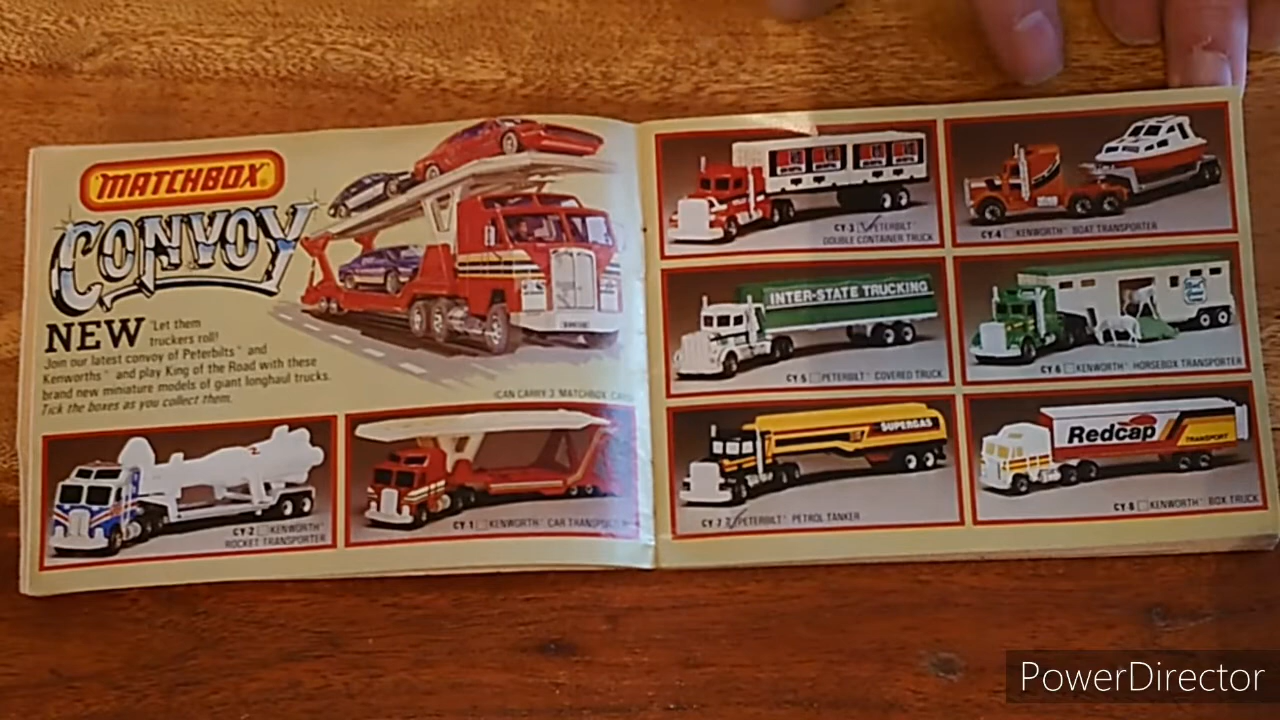 MATCHBOX
CONVOY
NEW "Let them
truckers roll!
Join our latest convoy of Peterbilts and
Kenworths and play King of the Road with these
brand new miniature models of giant longhaul trucks.
Tick the boxes as you collect them.
(CAN CARRY 3 MATCHBOX CARS
CY-2 KENWORTH
ROCKET TRANSPORTER
CY-1 KENWORTH CAR TRANSPORTER
CY-3 PETERBILT
DOUBLE CONTAINER TRUCK
CY-4 KENWORTH BOAT TRANSPORTER
INTER-STATE TRUCKING
CY 5 PETERBILT COVERED TRUCK
CY 6 KENWORTH HORSEBOX TRANSPORTER
SUPERGAS
CY 7 PETERBILT PETROL TANKER
Redcap
TRANSPORT
CY-8 KENWORTH BOX TRUCK
PowerDirector